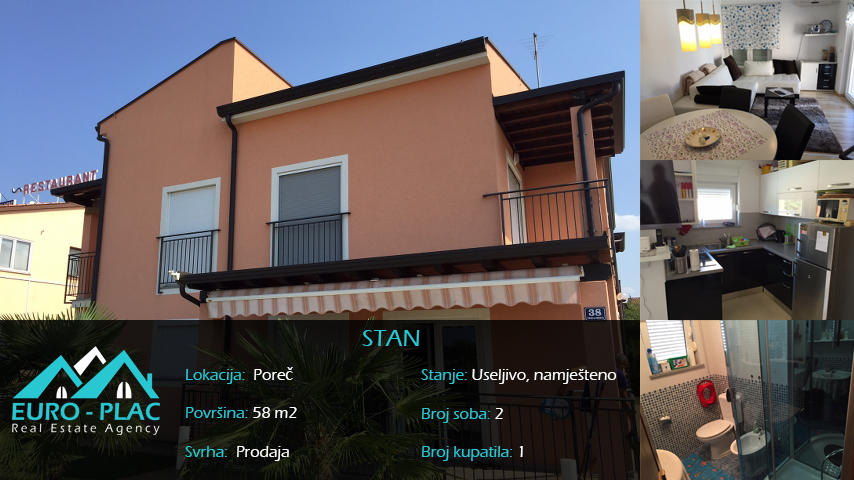 RESTAURANT
38
STAN
Lokacija: Poreč
Površina: 58 m2
Svrha: Prodaja
Stanje: Useljivo, namješteno
Broj soba: 2
Broj kupatila: 1
EURO - PLAC
Real Estate Agency